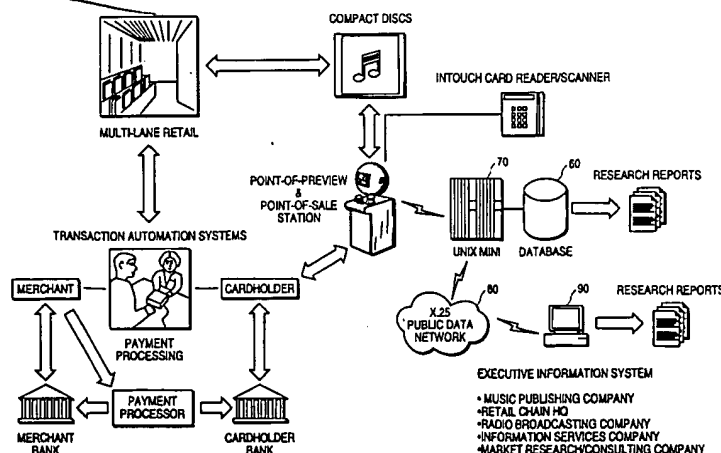 COMPACT DISCS
INTOUCH CARD READER/SCANNER
MULTI-LANE RETAIL
POINT-OF-PREVIEW
&
POINT-OF-SALE
STATION
70
60
RESEARCH REPORTS
UNIX MINI
DATABASE
TRANSACTION AUTOMATION SYSTEMS
MERCHANT
CARDHOLDER
PAYMENT
PROCESSING
X.25
PUBLIC DATA
NETWORK
80
90
RESEARCH REPORTS
PAYMENT
PROCESSOR
MERCHANT
BANK
CARDHOLDER
BANK
EXECUTIVE INFORMATION SYSTEM
• MUSIC PUBLISHING COMPANY
•RETAIL CHAIN HQ
•RADIO BROADCASTING COMPANY
•INFORMATION SERVICES COMPANY
•MARKET RESEARCH/CONSULTING COMPANY